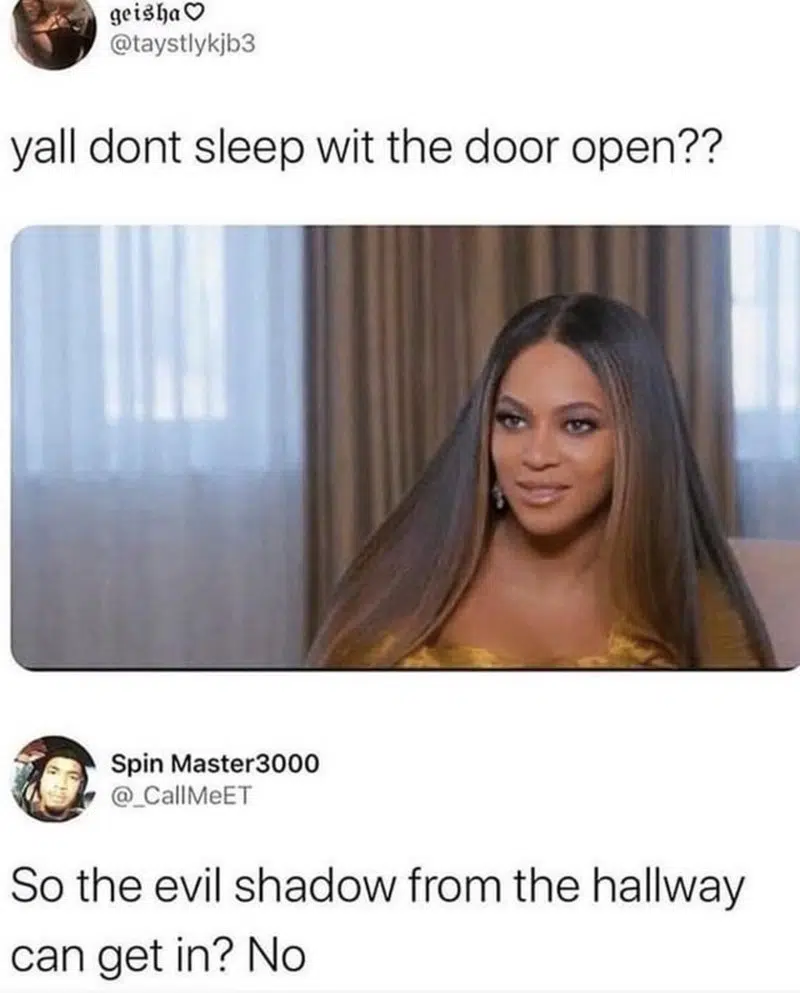 geisha♡
@taystlykjb3
yall dont sleep wit the door open??
Spin Master3000
@_CallMeET
So the evil shadow from the hallway
can get in? No